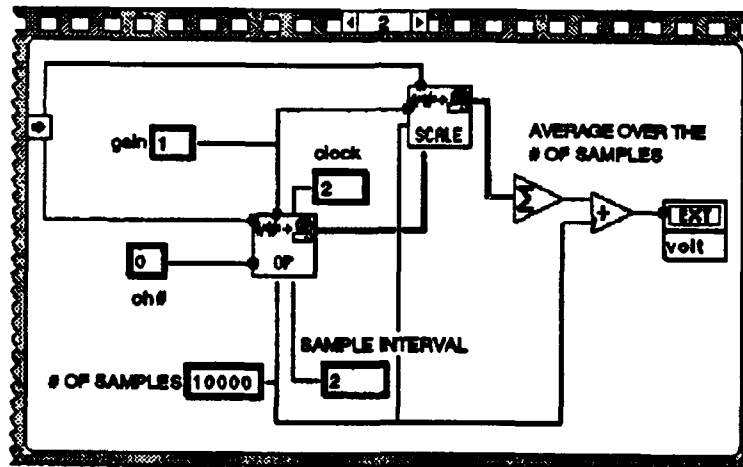 2
gain 1
SCALE
AVERAGE OVER THE
# OF SAMPLES
clock
2
EXT
volt
0
OP
ch#
SAMPLE INTERVAL
# OF SAMPLES 10000
2